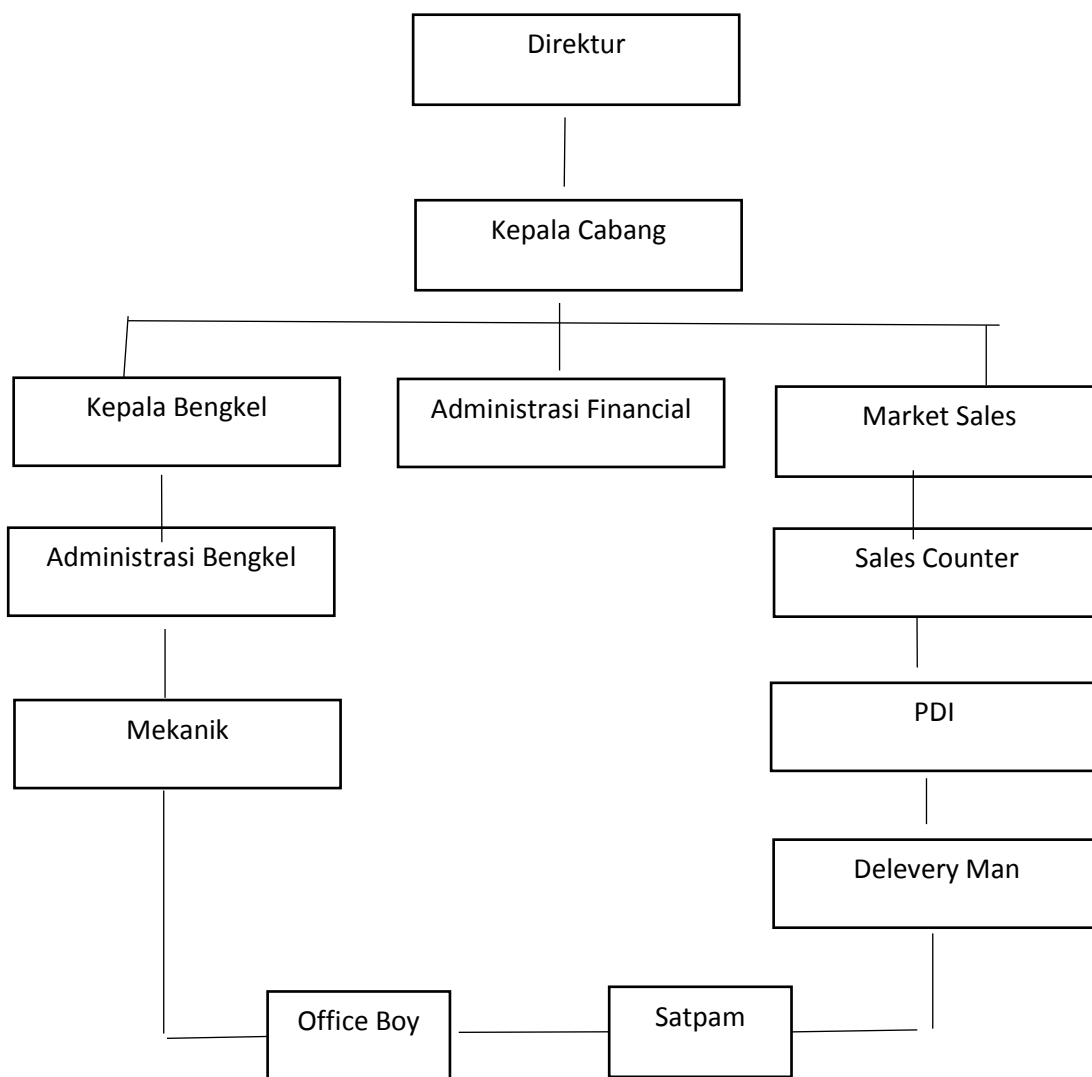 Direktur
Kepala Cabang
Kepala Bengkel
Administrasi Financial
Market Sales
Administrasi Bengkel
Sales Counter
Mekanik
PDI
Delevery Man
Office Boy
Satpam